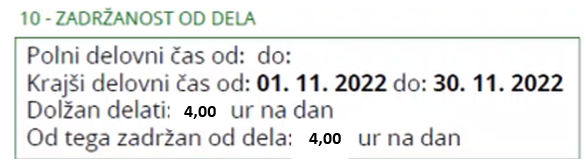 10 - ZADRŽANOST OD DELA
Polni delovni čas od: do:
Krajši delovni čas od: 01. 11. 2022 do: 30. 11. 2022
Dolžan delati: 4,00 ur na dan
Od tega zadržan od dela: 4,00 ur na dan